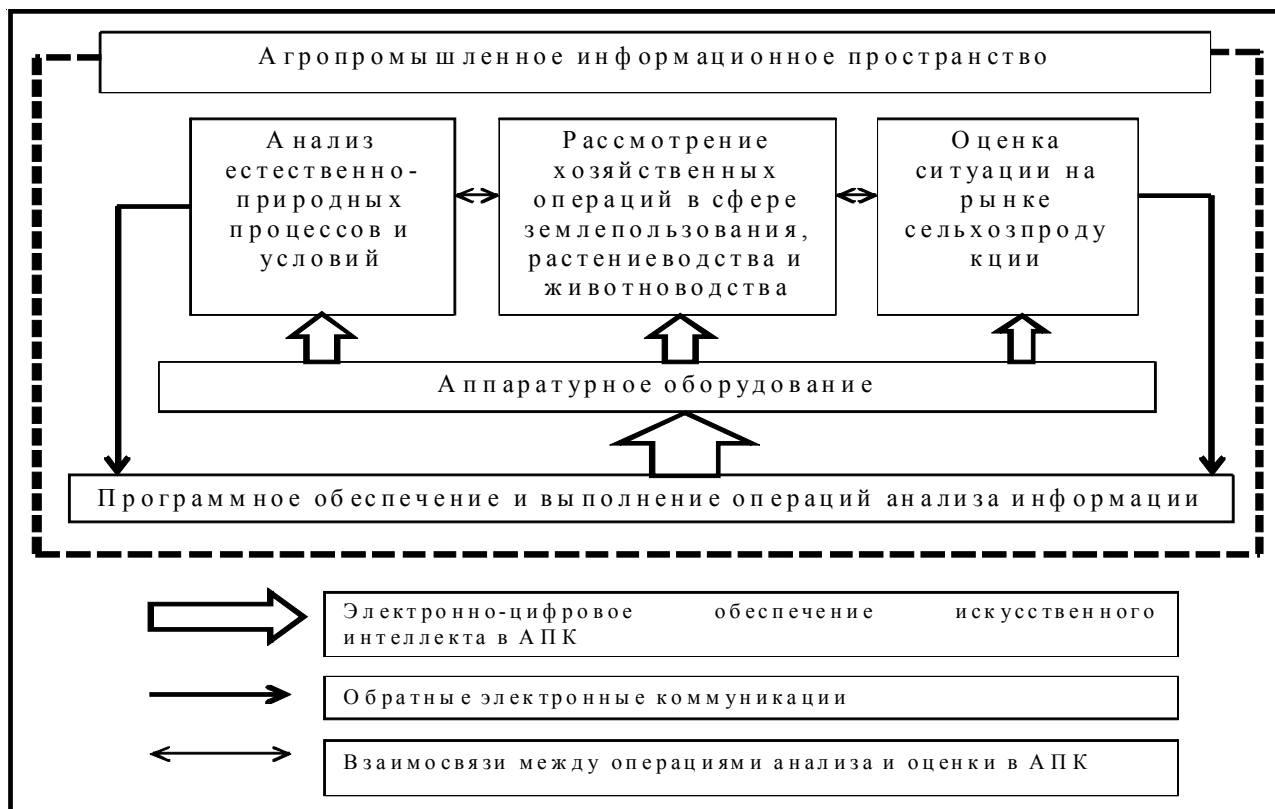 Агропромышленное информационное пространство
Анализ
естественно-
природных
процессов и
условий
Рассмотрение
хозяйственных
операций в сфере
землепользования,
растениеводства и
животноводства
Оценка
ситуации на
рынке
сельхозпроду
кции
Аппаратурное оборудование
Программное обеспечение и выполнение операций анализа информации
Электронно-цифровое обеспечение искусственного
интеллекта в АПК
Обратные электронные коммуникации
Взаимосвязи между операциями анализа и оценки в АПК